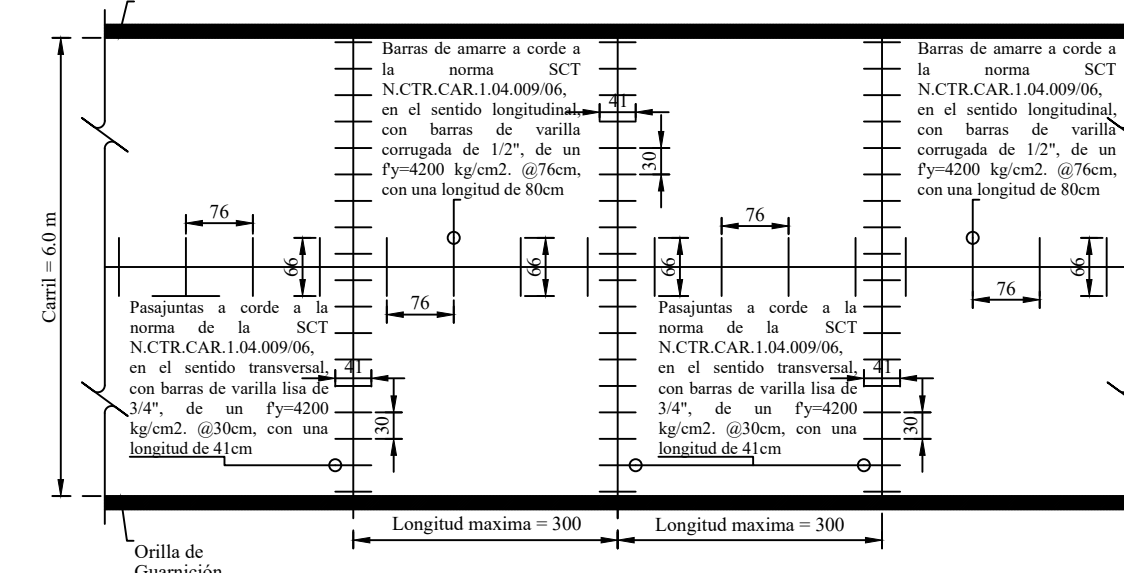 Barras de amarre a corde a
la norma SCT
N.CTR.CAR.1.04.009/06,
en el sentido longitudinal,
con barras de varilla
corrugada de 1/2", de un
f'y=4200 kg/cm2. @76cm,
con una longitud de 80cm
Barras de amarre a corde a
la norma SCT
N.CTR.CAR.1.04.009/06,
en el sentido longitudinal,
con barras de varilla
corrugada de 1/2", de un
f'y=4200 kg/cm2. @76cm,
con una longitud de 80cm
41
30
76
76
Carril = 6.0 m
66
66
66
66
76
76
Pasajuntas a corde a la
norma de la SCT
N.CTR.CAR.1.04.009/06,
en el sentido transversal,
con barras de varilla lisa de
3/4", de un f'y=4200
kg/cm2. @30cm, con una
longitud de 41cm
Pasajuntas a corde a la
norma de la SCT
N.CTR.CAR.1.04.009/06,
en el sentido transversal,
con barras de varilla lisa de
3/4", de un f'y=4200
kg/cm2. @30cm, con una
longitud de 41cm
41
41
30
30
Longitud maxima = 300
Longitud maxima = 300
Orilla de
Guarnición